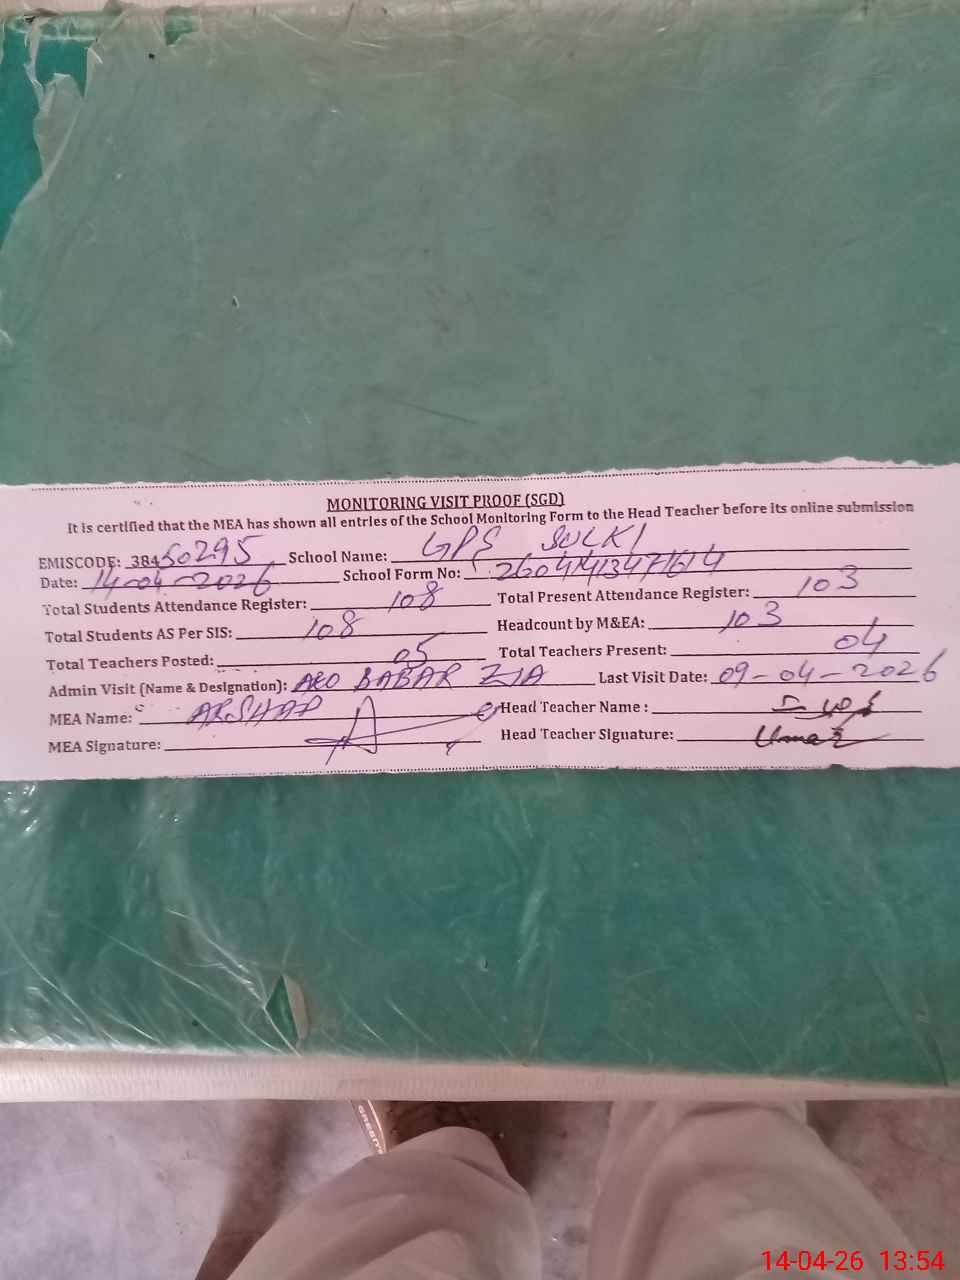 MONITORING VISIT PROOF (SGD)
It is certified that the MEA has shown all entries of the School Monitoring Form to the Head Teacher before its online submission
EMISCODE: 38450295 School Name: GPS SULKI
Date: 14-04-2026 School Form No:
Total Students Attendance Register: 108 Total Present Attendance Register: 103
Total Students AS Per SIS: 108 Headcount by M&EA: 103
Total Teachers Posted: 05 Total Teachers Present: 04
Admin Visit (Name & Designation): AEO BABAR ZIA Last Visit Date: 09-04-2026
MEA Name: ARSHAD Head Teacher Name :
MEA Signature: Head Teacher Signature: Umar
14-04-26 13:54